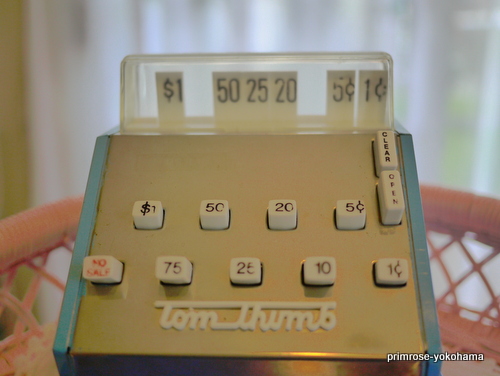 $1 50 25 20 5¢ 1¢
CLEAR
OPEN
$1 50 20 5¢
NO SALE 75 25 10 1¢
tom thumb
primrose-yokohama